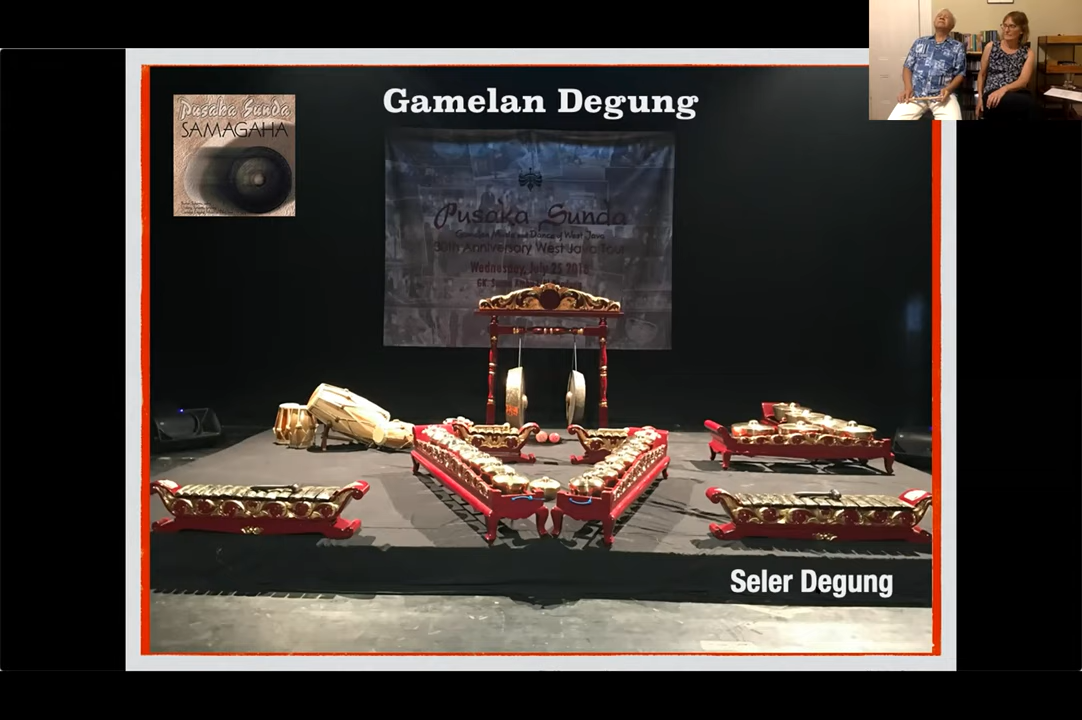 Gamelan Degung
Pusaka Sunda
SAMAGAHA
Pusaka Sunda
Gamelan Music and Dance of West Java
30th Anniversary West Java Tour
Wednesday, July 25 2018
Seler Degung